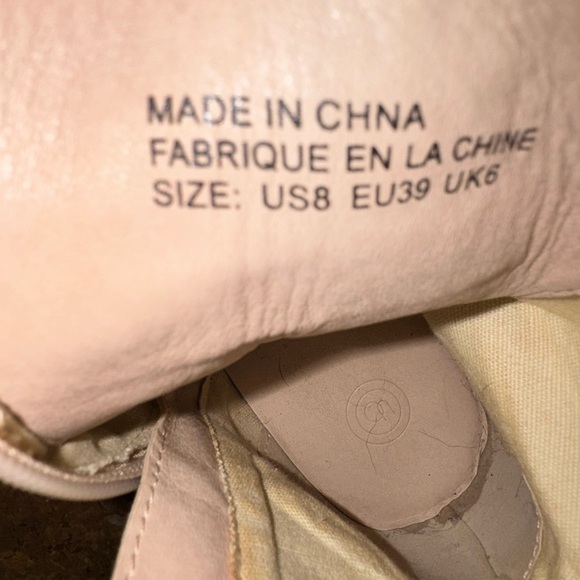 MADE IN CHNA
FABRIQUE EN LA CHINE
SIZE: US8 EU39 UK6